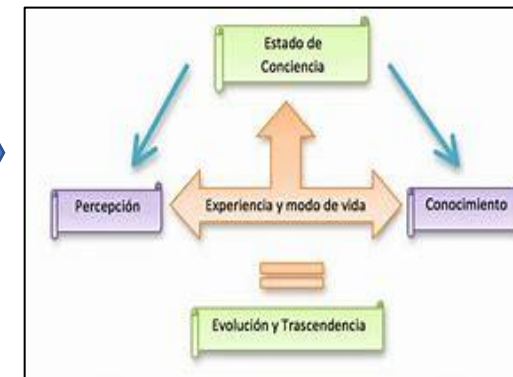 Estado de
Conciencia
Percepción
Experiencia y modo de vida
Conocimiento
Evolución y Trascendencia